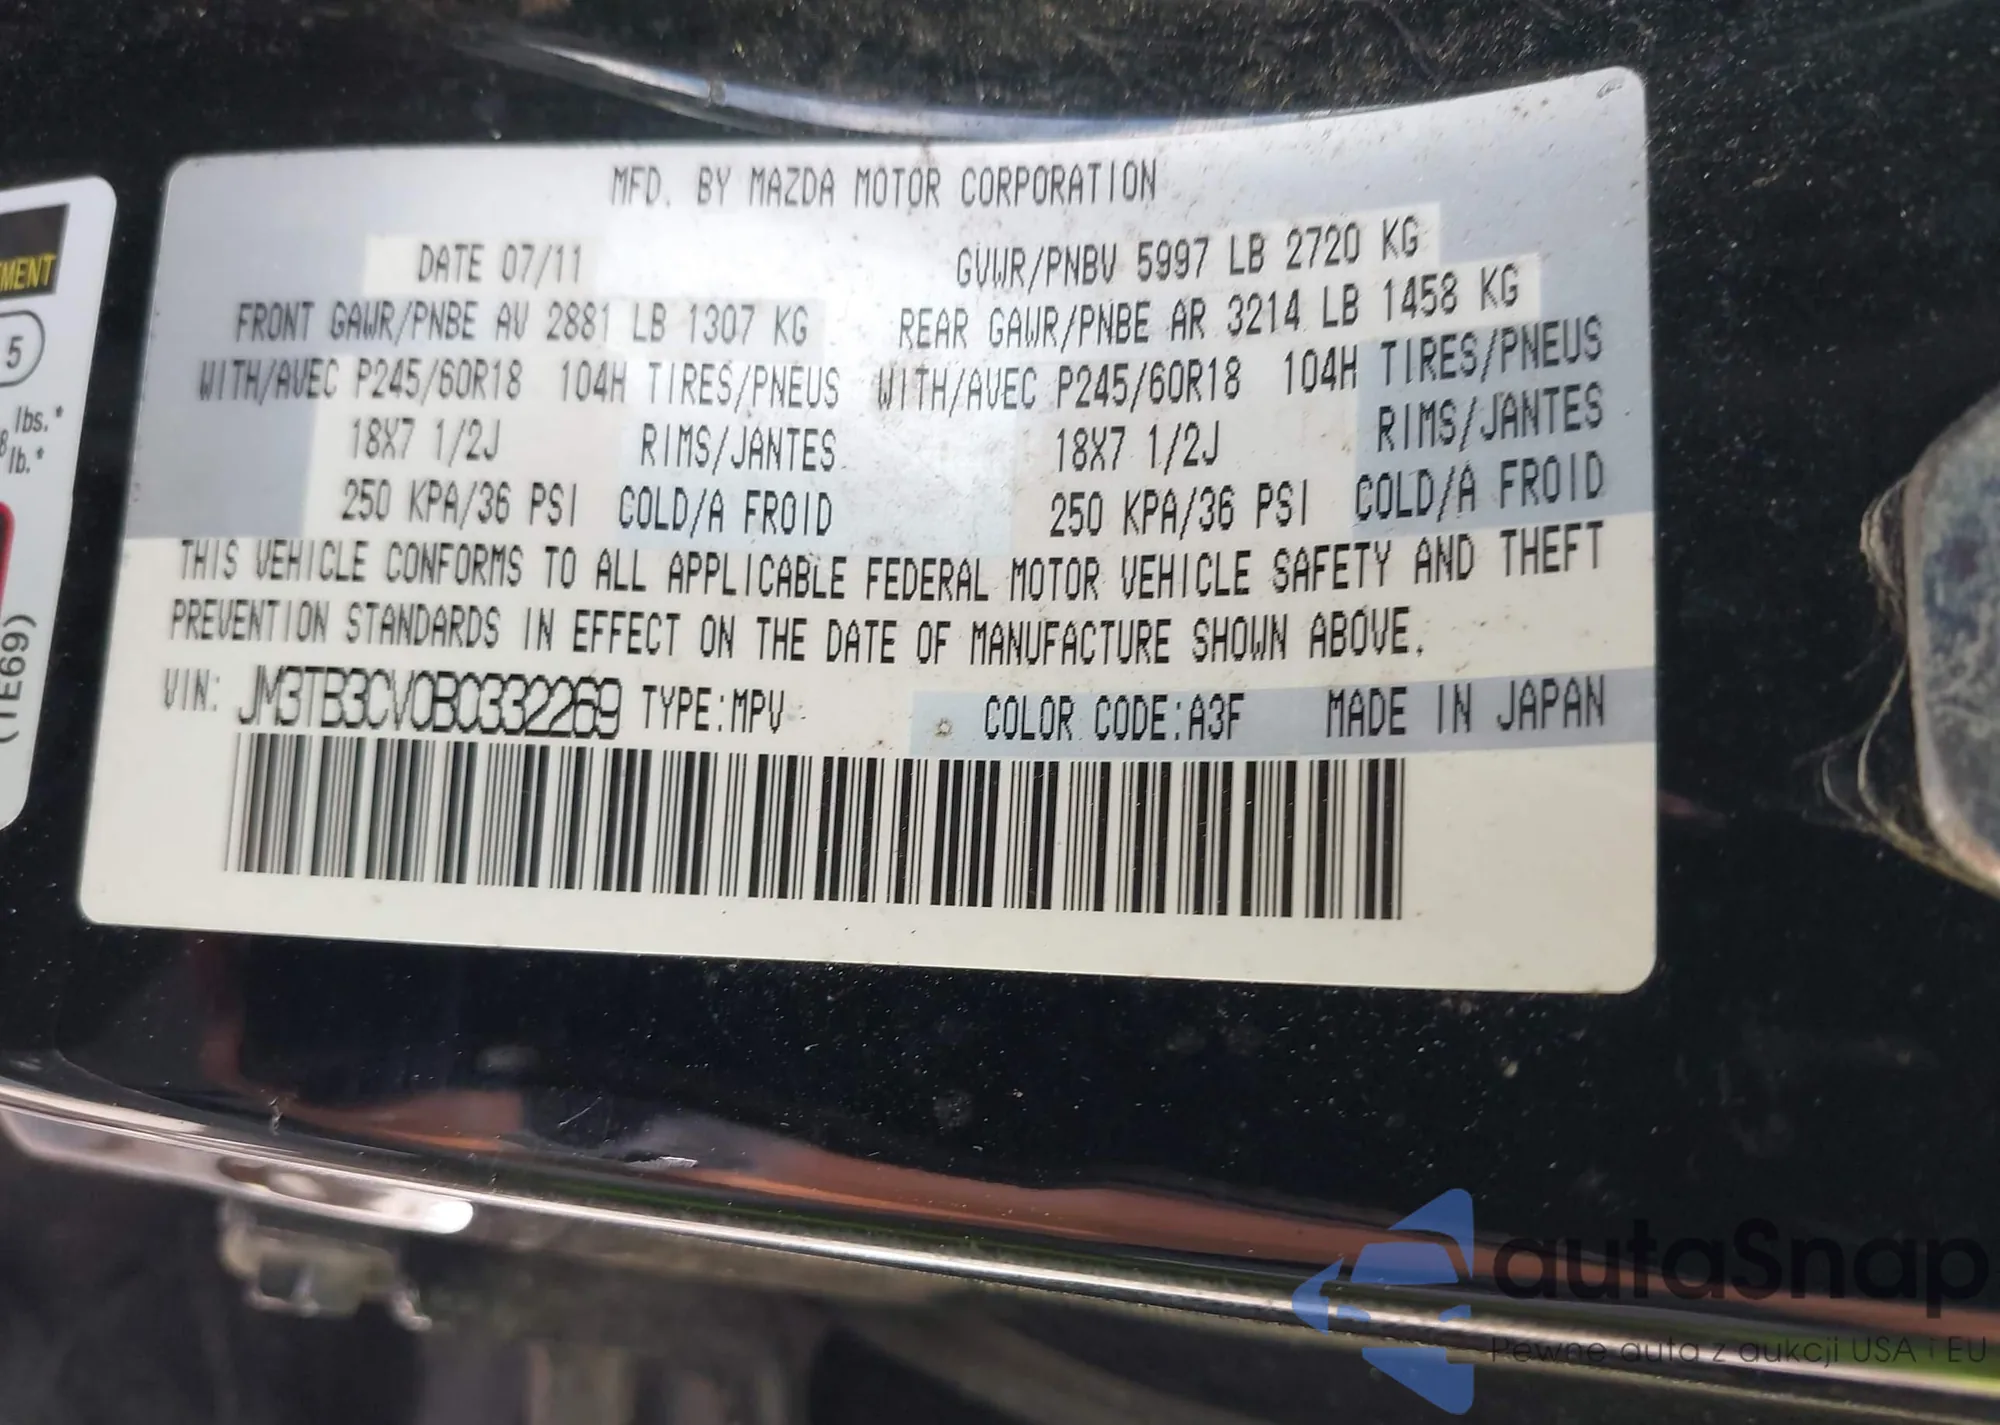 MFD. BY MAZDA MOTOR CORPORATION
DATE 07/11 GVWR/PNBV 5997 LB 2720 KG
FRONT GAWR/PNBE AV 2881 LB 1307 KG REAR GAWR/PNBE AR 3214 LB 1458 KG
WITH/AVEC P245/60R18 104H TIRES/PNEUS WITH/AVEC P245/60R18 104H TIRES/PNEUS
18X7 1/2J RIMS/JANTES 18X7 1/2J RIMS/JANTES
250 KPA/36 PSI COLD/A FROID 250 KPA/36 PSI COLD/A FROID
THIS VEHICLE CONFORMS TO ALL APPLICABLE FEDERAL MOTOR VEHICLE SAFETY AND THEFT
PREVENTION STANDARDS IN EFFECT ON THE DATE OF MANUFACTURE SHOWN ABOVE.
VIN: JM3TB3CV0B0332269 TYPE:MPV COLOR CODE:A3F MADE IN JAPAN
5
lbs.*
lb.*
(TE69)
autaSnap
Pewne auta z aukcji USA i EU